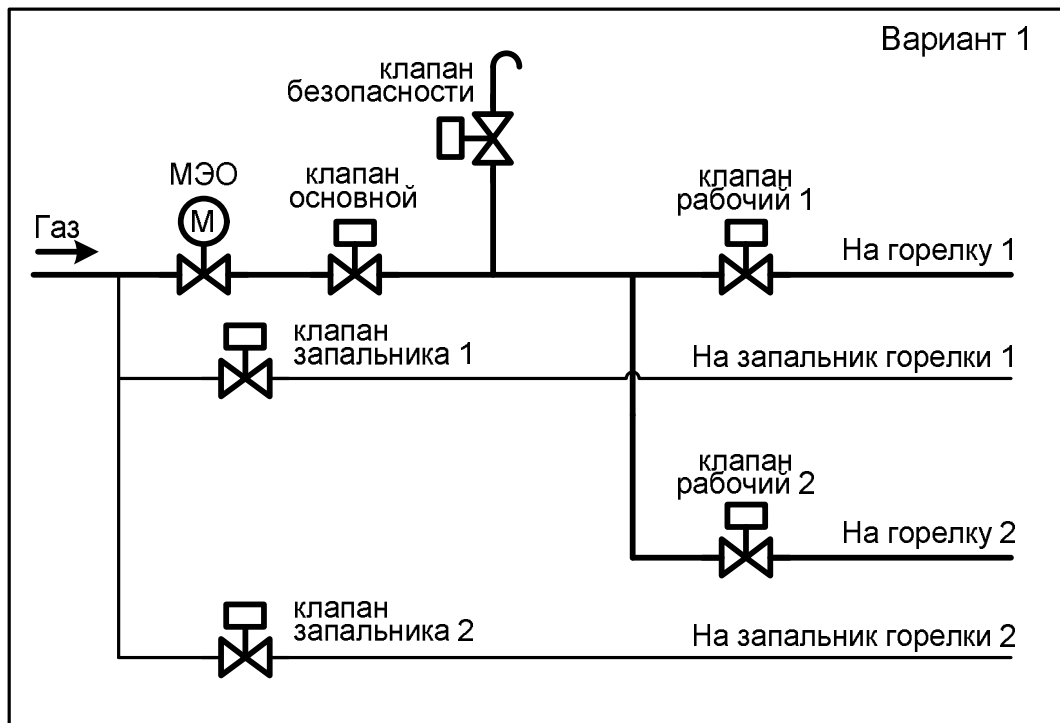 Вариант 1
клапан
безопасности
МЭО
М
клапан
основной
клапан
рабочий 1
Газ
На горелку 1
клапан
запальника 1
На запальник горелки 1
клапан
рабочий 2
На горелку 2
клапан
запальника 2
На запальник горелки 2